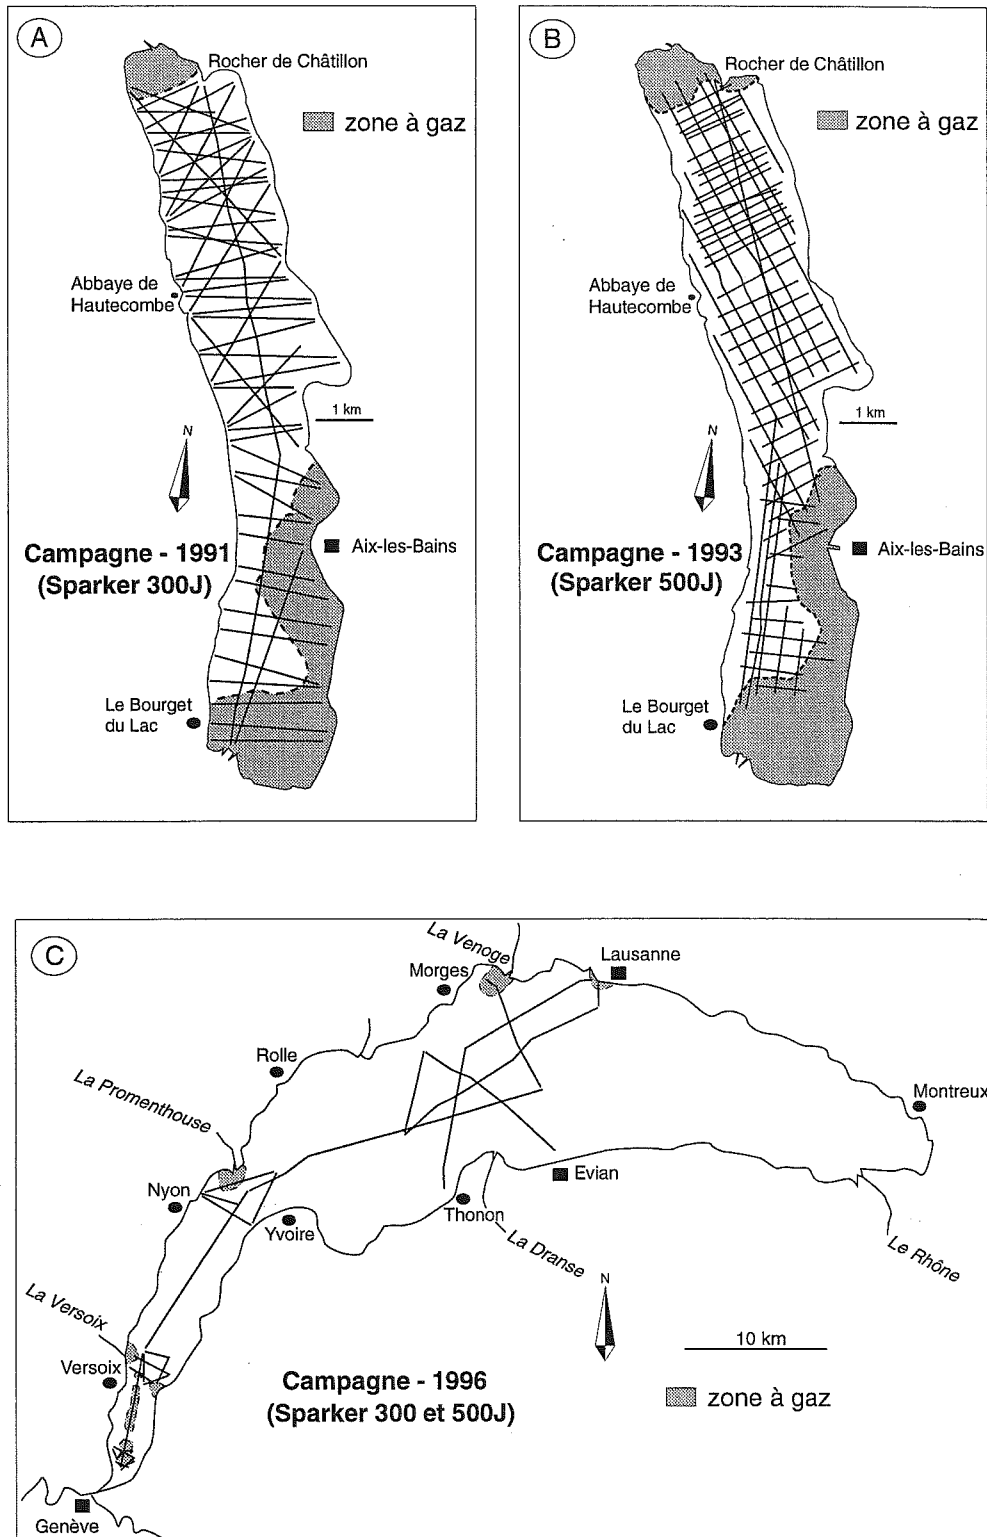 A
Rocher de Châtillon
zone à gaz
Abbaye de
Hautecombe
1 km
N
Campagne - 1991
(Sparker 300J)
Aix-les-Bains
Le Bourget
du Lac
B
Rocher de Châtillon
zone à gaz
Abbaye de
Hautecombe
1 km
N
Campagne - 1993
(Sparker 500J)
Aix-les-Bains
Le Bourget
du Lac
C
La Venoge
Lausanne
Morges
Rolle
La Promenthouse
Montreux
Nyon
Evian
Yvoire
Thonon
La Dranse
Le Rhône
La Versoix
N
10 km
Versoix
Campagne - 1996
(Sparker 300 et 500J)
zone à gaz
Genève